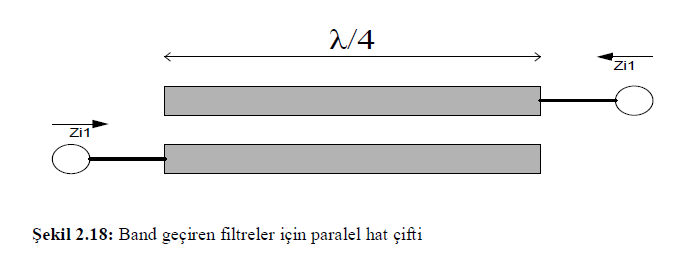 λ/4
Zi1
Zi1
Şekil 2.18: Band geçiren filtreler için paralel hat çifti